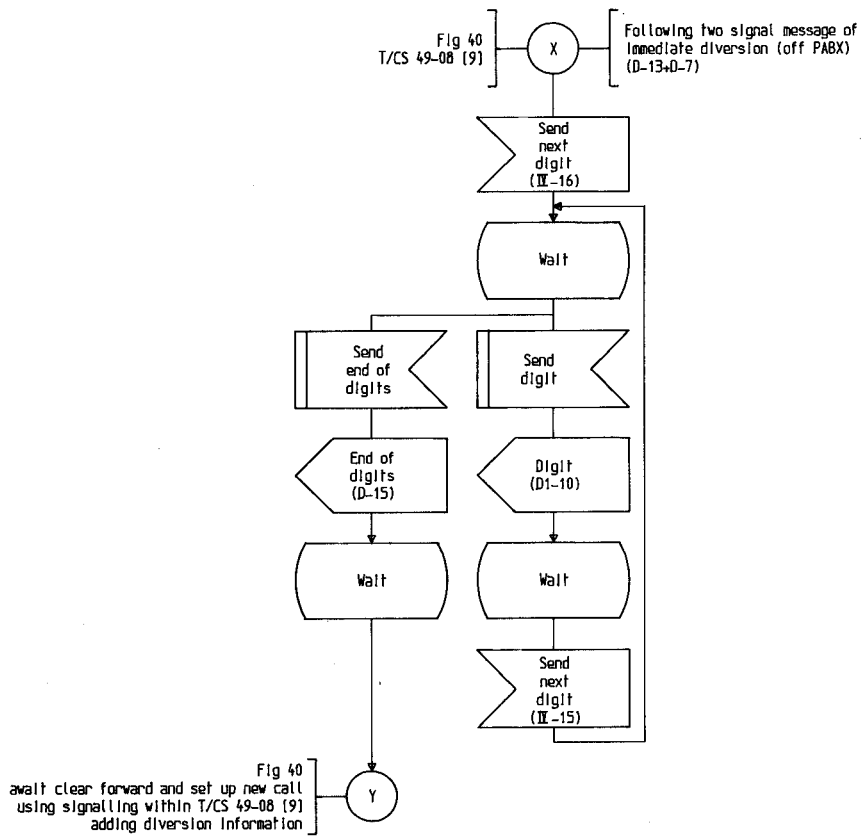 Fig 40
T/CS 49-08 [9]
X
Following two signal message of
immediate diversion (off PABX)
(D-13+D-7)
Send
next
digit
(IV-16)
Wait
Send
end of
digits
Send
digit
End of
digits
(D-15)
Digit
(D1-10)
Wait
Wait
Send
next
digit
(IV-15)
Fig 40
await clear forward and set up new call
using signalling within T/CS 49-08 [9]
adding diversion information
Y